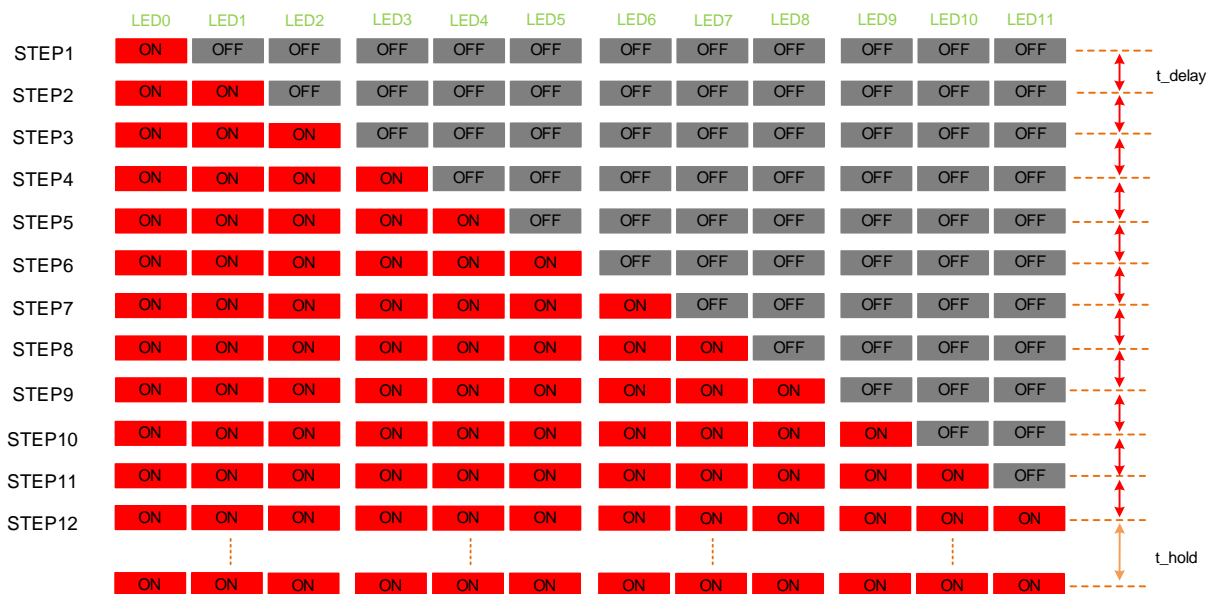 LED0 LED1 LED2 LED3 LED4 LED5 LED6 LED7 LED8 LED9 LED10 LED11
STEP1 ON OFF OFF OFF OFF OFF OFF OFF OFF OFF OFF OFF
t_delay
STEP2 ON ON OFF OFF OFF OFF OFF OFF OFF OFF OFF OFF
STEP3 ON ON ON OFF OFF OFF OFF OFF OFF OFF OFF OFF
STEP4 ON ON ON ON OFF OFF OFF OFF OFF OFF OFF OFF
STEP5 ON ON ON ON ON OFF OFF OFF OFF OFF OFF OFF
STEP6 ON ON ON ON ON ON OFF OFF OFF OFF OFF OFF
STEP7 ON ON ON ON ON ON ON OFF OFF OFF OFF OFF
STEP8 ON ON ON ON ON ON ON ON OFF OFF OFF OFF
STEP9 ON ON ON ON ON ON ON ON ON OFF OFF OFF
STEP10 ON ON ON ON ON ON ON ON ON ON OFF OFF
STEP11 ON ON ON ON ON ON ON ON ON ON ON OFF
STEP12 ON ON ON ON ON ON ON ON ON ON ON ON
t_hold
ON ON ON ON ON ON ON ON ON ON ON ON